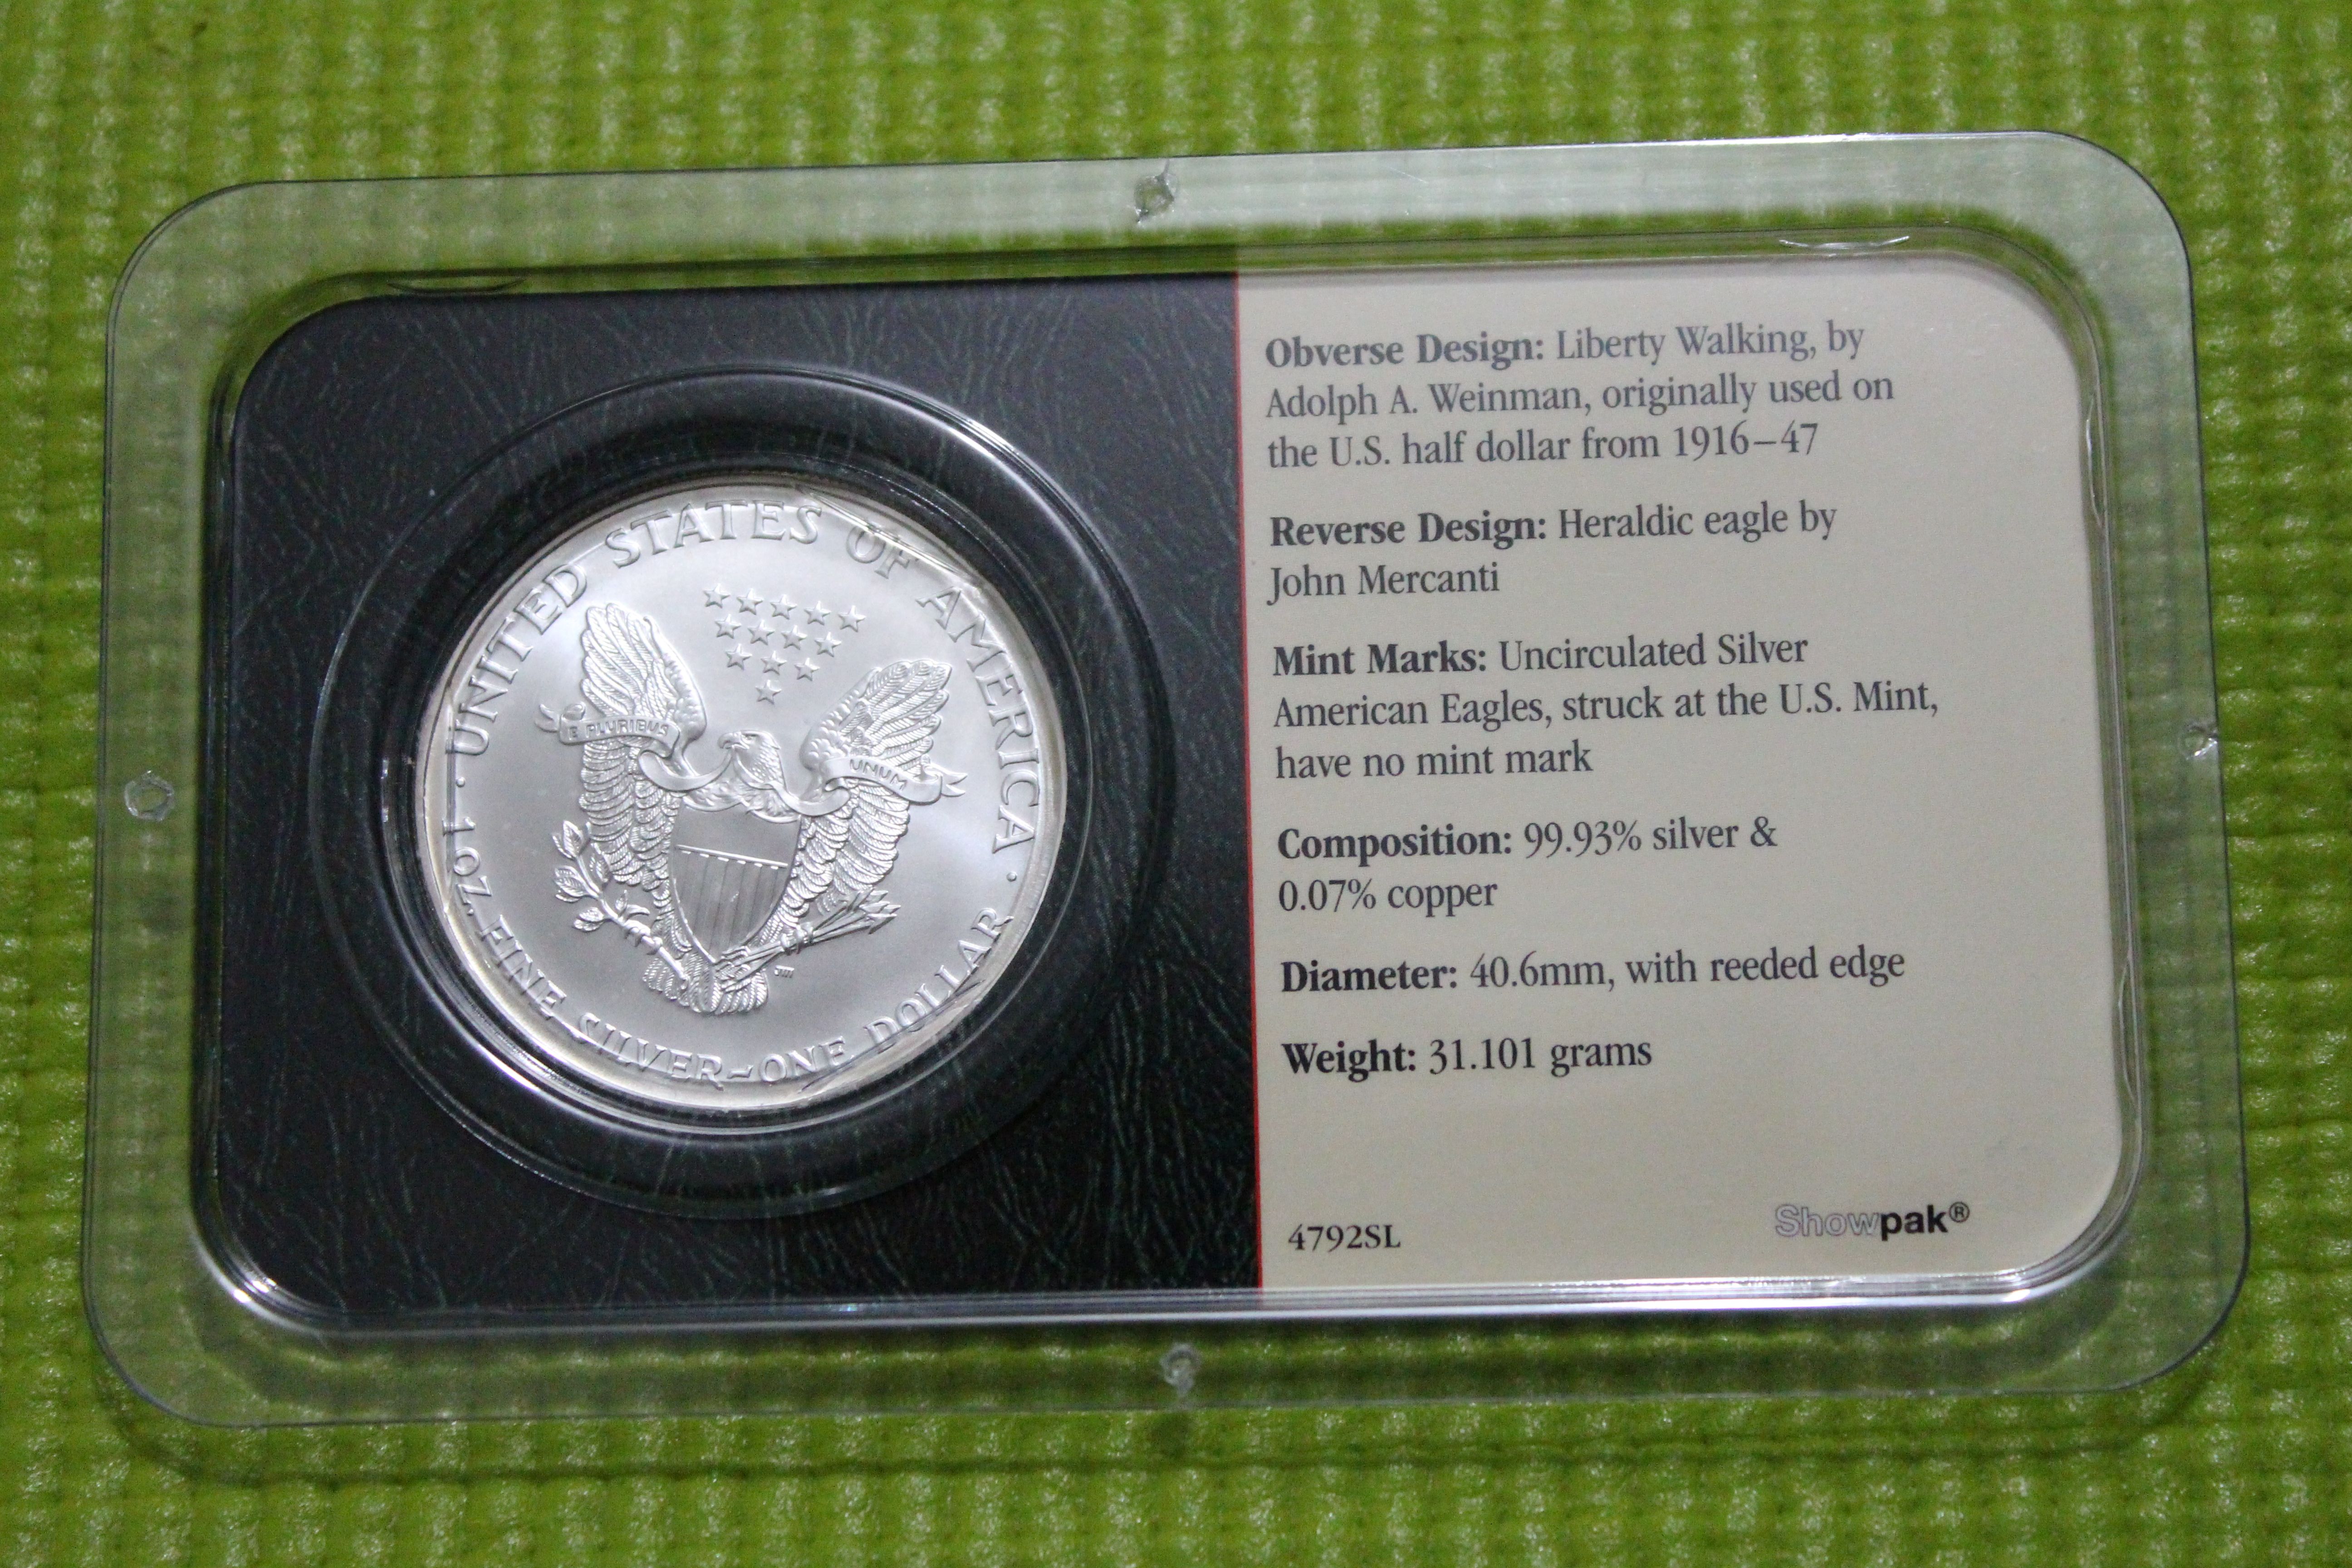 UNITED STATES OF AMERICA
E PLURIBUS
UNUM
1 OZ. FINE SILVER~ONE DOLLAR
JM
Obverse Design: Liberty Walking, by
Adolph A. Weinman, originally used on
the U.S. half dollar from 1916–47
Reverse Design: Heraldic eagle by
John Mercanti
Mint Marks: Uncirculated Silver
American Eagles, struck at the U.S. Mint,
have no mint mark
Composition: 99.93% silver &
0.07% copper
Diameter: 40.6mm, with reeded edge
Weight: 31.101 grams
4792SL
Showpak®